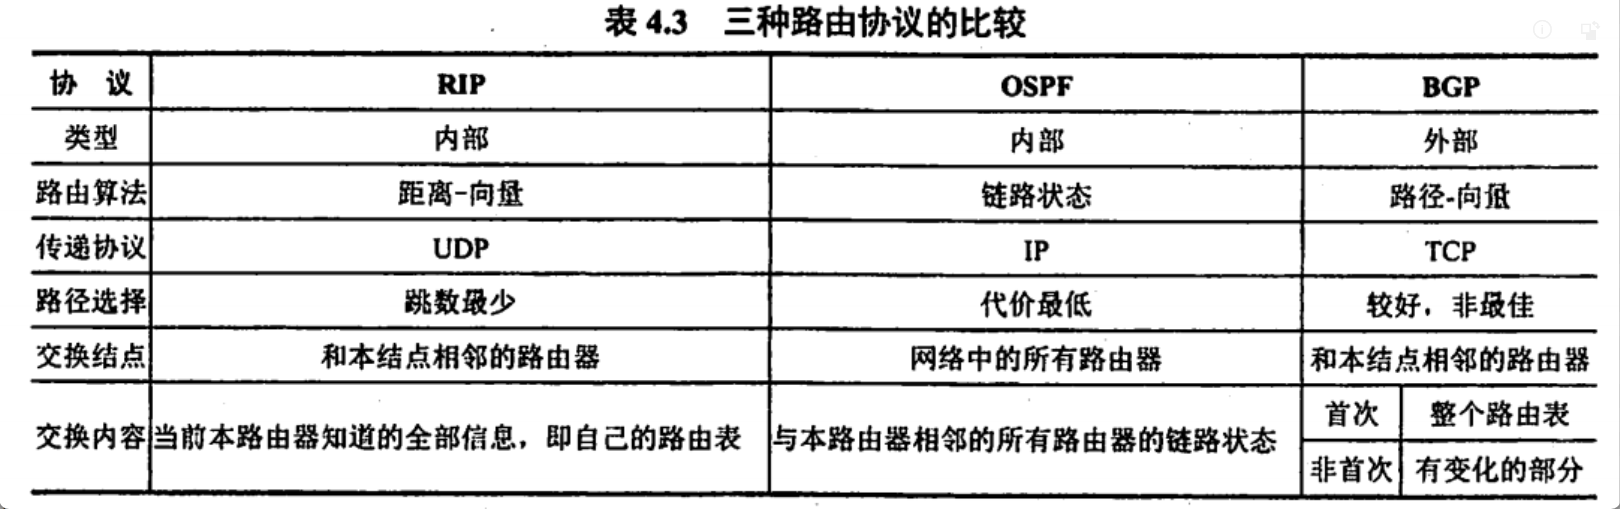 表 4.3 三种路由协议的比较
协 议 RIP OSPF BGP
类型 内部 内部 外部
路由算法 距离-向量 链路状态 路径-向量
传递协议 UDP IP TCP
路径选择 跳数最少 代价最低 较好，非最佳
交换结点 和本结点相邻的路由器 网络中的所有路由器 和本结点相邻的路由器
交换内容 当前本路由器知道的全部信息，即自己的路由表 与本路由器相邻的所有路由器的链路状态 首次 整个路由表
非首次 有变化的部分